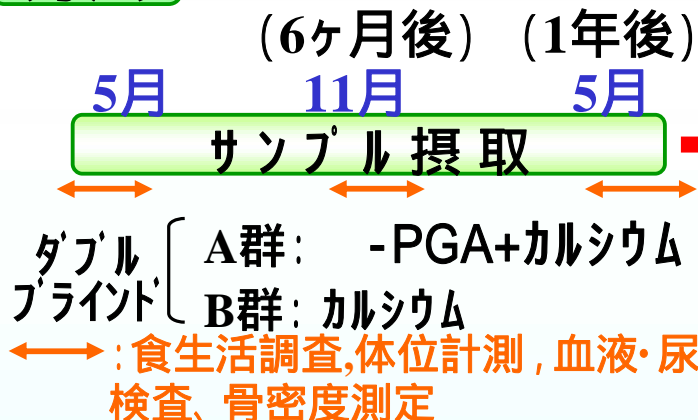 (6ヶ月後) (1年後)
5月 11月 5月
サンプル摂取
ダブル
ブラインド
A群: -PGA+カルシウム
B群: カルシウム
:食生活調査,体位計測,血液・尿
検査、骨密度測定